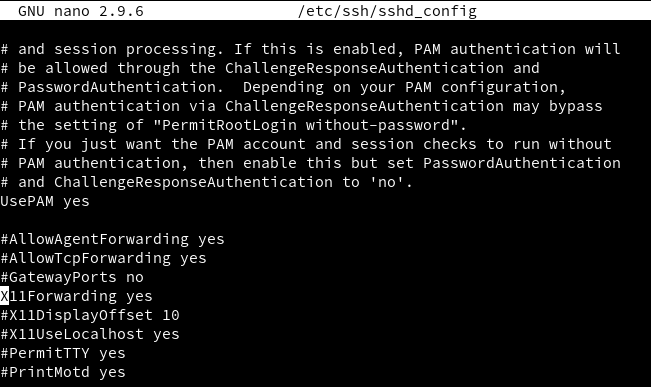 GNU nano 2.9.6 /etc/ssh/sshd_config
# and session processing. If this is enabled, PAM authentication will
# be allowed through the ChallengeResponseAuthentication and
# PasswordAuthentication.  Depending on your PAM configuration,
# PAM authentication via ChallengeResponseAuthentication may bypass
# the setting of "PermitRootLogin without-password".
# If you just want the PAM account and session checks to run without
# PAM authentication, then enable this but set PasswordAuthentication
# and ChallengeResponseAuthentication to 'no'.
UsePAM yes
#AllowAgentForwarding yes
#AllowTcpForwarding yes
#GatewayPorts no
X11Forwarding yes
#X11DisplayOffset 10
#X11UseLocalhost yes
#PermitTTY yes
#PrintMotd yes